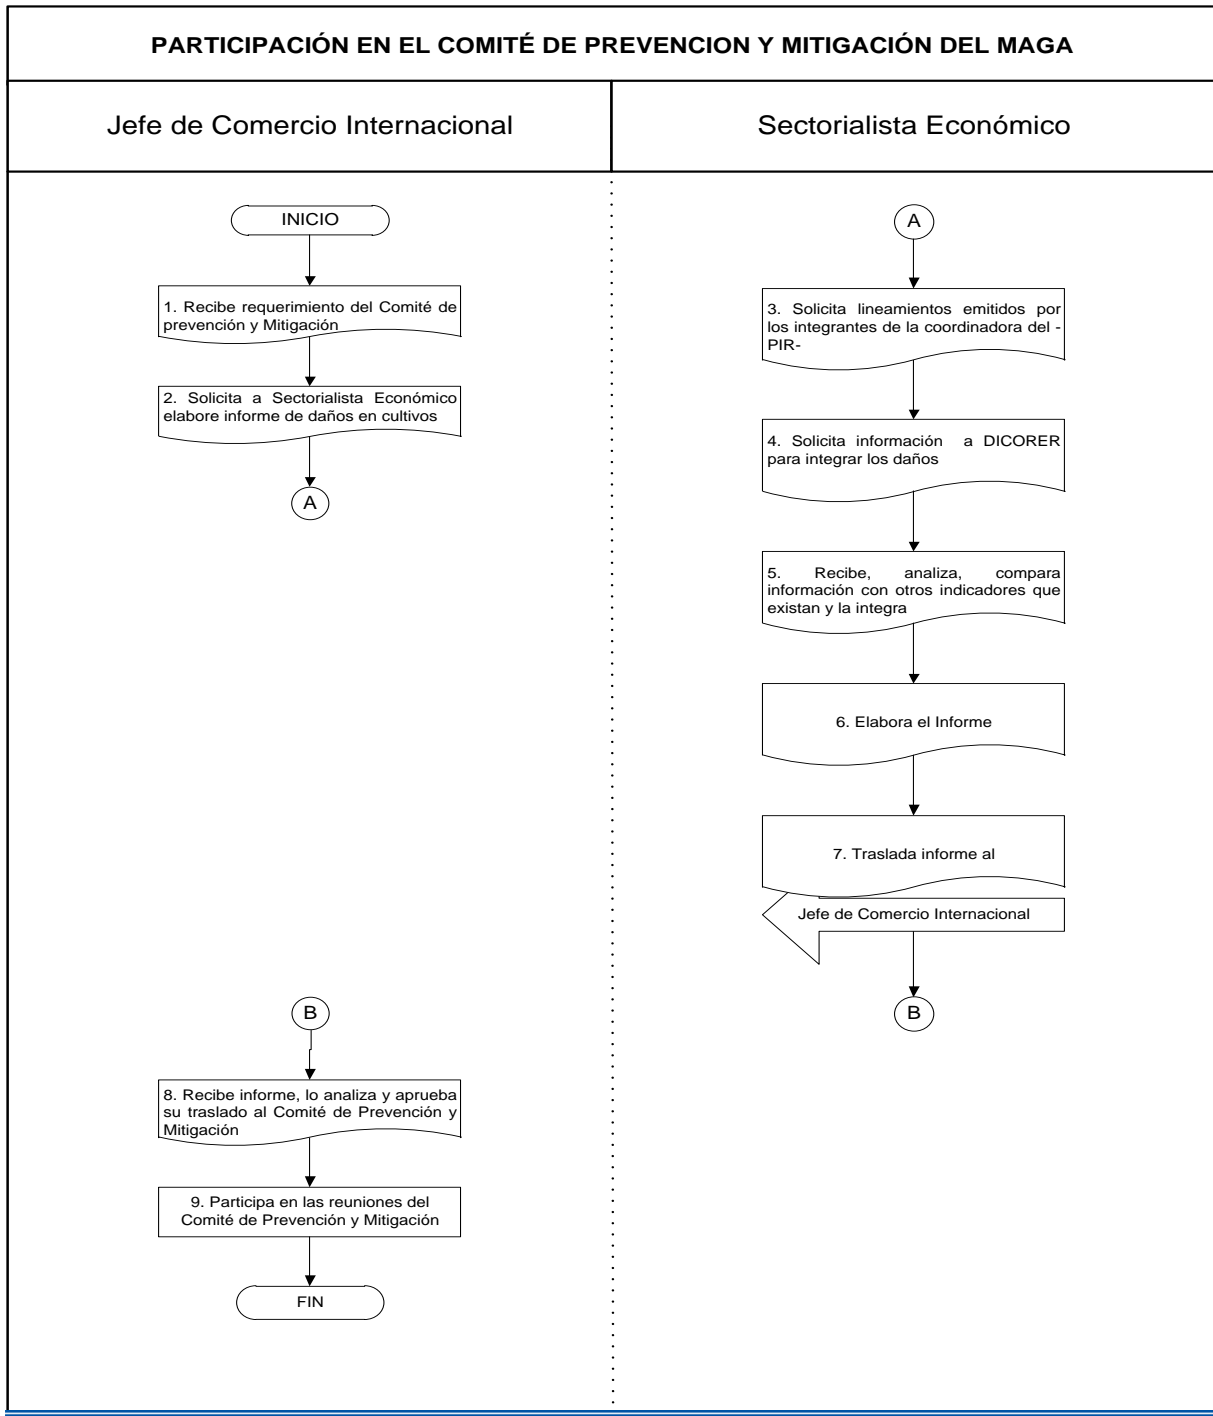 PARTICIPACIÓN EN EL COMITÉ DE PREVENCION Y MITIGACIÓN DEL MAGA
Jefe de Comercio Internacional
Sectorialista Económico
INICIO
1. Recibe requerimiento del Comité de
prevención y Mitigación
2. Solicita a Sectorialista Económico
elabore informe de daños en cultivos
A
A
3. Solicita lineamientos emitidos por
los integrantes de la coordinadora del -
PIR-
4. Solicita información a DICORER
para integrar los daños
5. Recibe, analiza, compara
información con otros indicadores que
existan y la integra
6. Elabora el Informe
7. Traslada informe al
Jefe de Comercio Internacional
B
B
8. Recibe informe, lo analiza y aprueba
su traslado al Comité de Prevención y
Mitigación
9. Participa en las reuniones del
Comité de Prevención y Mitigación
FIN